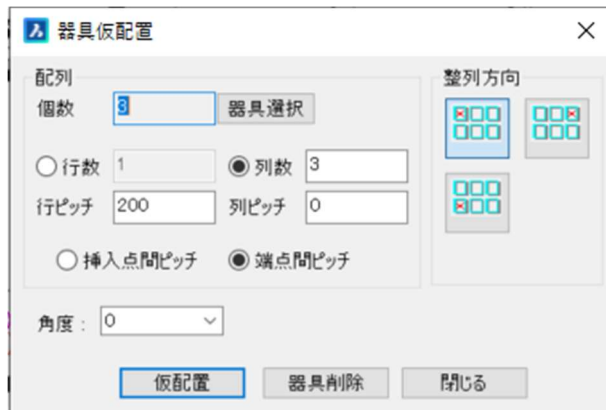 器具仮配置
配列
個数 3 器具選択
行数 1 列数 3
行ピッチ 200 列ピッチ 0
挿入点間ピッチ 端点間ピッチ
整列方向
角度 : 0
仮配置 器具削除 閉じる